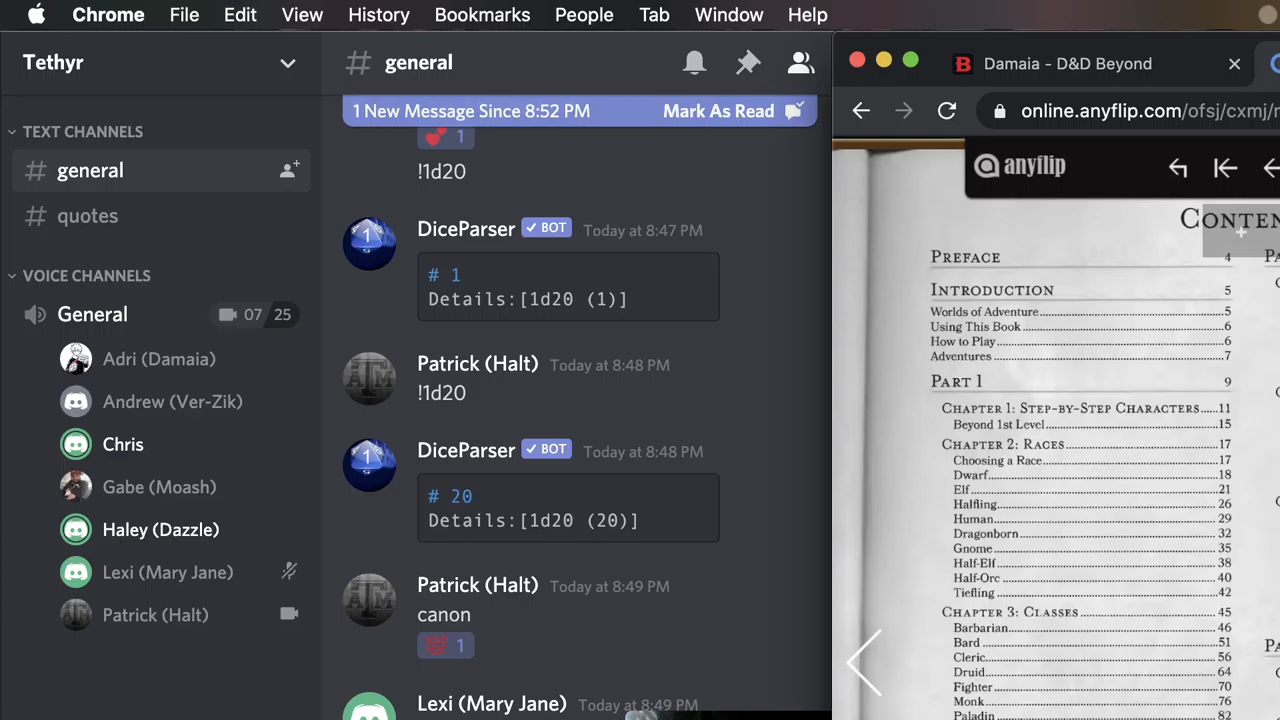 Chrome File Edit View History Bookmarks People Tab Window Help
Tethyr
TEXT CHANNELS
# general
# quotes
VOICE CHANNELS
General 07 25
Adri (Damaia)
Andrew (Ver-Zik)
Chris
Gabe (Moash)
Haley (Dazzle)
Lexi (Mary Jane)
Patrick (Halt)
# general
1 New Message Since 8:52 PM Mark As Read
1
!1d20
DiceParser BOT Today at 8:47 PM
# 1
Details:[1d20 (1)]
Patrick (Halt) Today at 8:48 PM
!1d20
DiceParser BOT Today at 8:48 PM
# 20
Details:[1d20 (20)]
Patrick (Halt) Today at 8:49 PM
canon
1
Lexi (Mary Jane) Today at 8:49 PM
B Damaia - D&D Beyond
online.anyflip.com/ofsj/cxmj/
anyflip
PREFACE 4
INTRODUCTION 5
Worlds of Adventure 5
Using This Book 6
How to Play 6
Adventures 7
PART 1 9
CHAPTER 1: STEP-BY-STEP CHARACTERS 11
Beyond 1st Level 15
CHAPTER 2: RACES 17
Choosing a Race 17
Dwarf 18
Elf 21
Halfling 26
Human 29
Dragonborn 32
Gnome 35
Half-Elf 38
Half-Orc 40
Tiefling 42
CHAPTER 3: CLASSES 45
Barbarian 46
Bard 51
Cleric 56
Druid 64
Fighter 70
Monk 76
Paladin 82